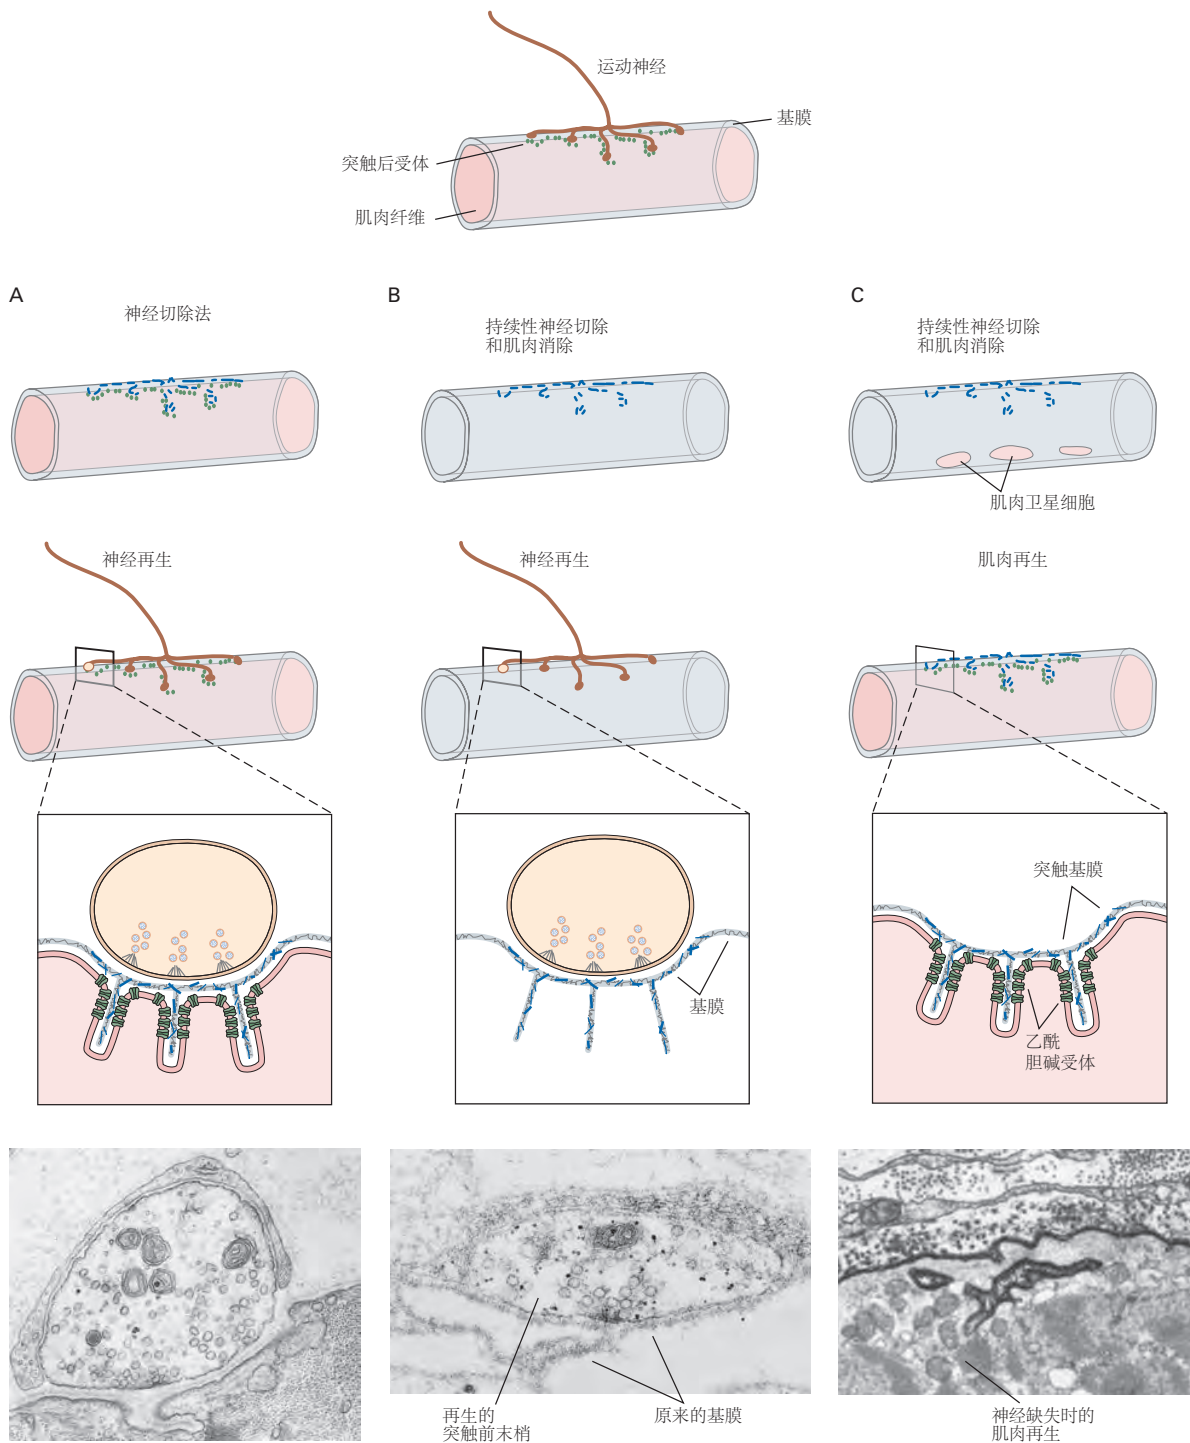 运动神经
基膜
突触后受体
肌肉纤维
A
神经切除法
B
持续性神经切除
和肌肉消除
C
持续性神经切除
和肌肉消除
肌肉卫星细胞
神经再生
神经再生
肌肉再生
基膜
突触基膜
乙酰
胆碱受体
再生的
突触前末梢
原来的基膜
神经缺失时的
肌肉再生